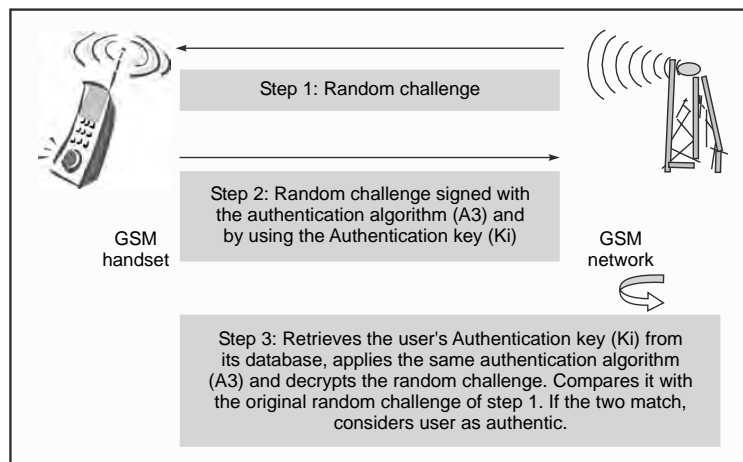 Step 1: Random challenge
Step 2: Random challenge signed with
the authentication algorithm (A3) and
by using the Authentication key (Ki)
GSM
handset
GSM
network
Step 3: Retrieves the user's Authentication key (Ki) from
its database, applies the same authentication algorithm
(A3) and decrypts the random challenge. Compares it with
the original random challenge of step 1. If the two match,
considers user as authentic.